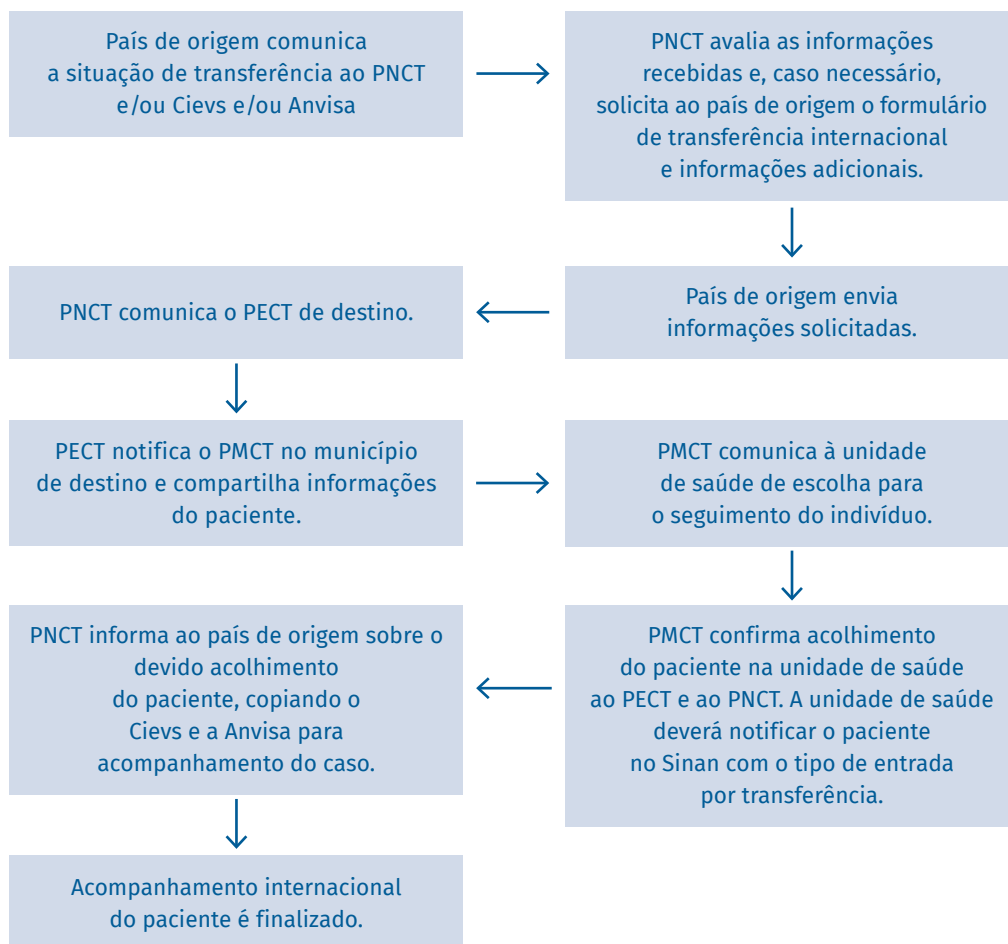 País de origem comunica
a situação de transferência ao PNCT
e/ou Cievs e/ou Anvisa
PNCT avalia as informações
recebidas e, caso necessário,
solicita ao país de origem o formulário
de transferência internacional
e informações adicionais.
País de origem envia
informações solicitadas.
PNCT comunica o PECT de destino.
PECT notifica o PMCT no município
de destino e compartilha informações
do paciente.
PMCT comunica à unidade
de saúde de escolha para
o seguimento do indivíduo.
PMCT confirma acolhimento
do paciente na unidade de saúde
ao PECT e ao PNCT. A unidade de saúde
deverá notificar o paciente
no Sinan com o tipo de entrada
por transferência.
PNCT informa ao país de origem sobre o
devido acolhimento
do paciente, copiando o
Cievs e a Anvisa para
acompanhamento do caso.
Acompanhamento internacional
do paciente é finalizado.